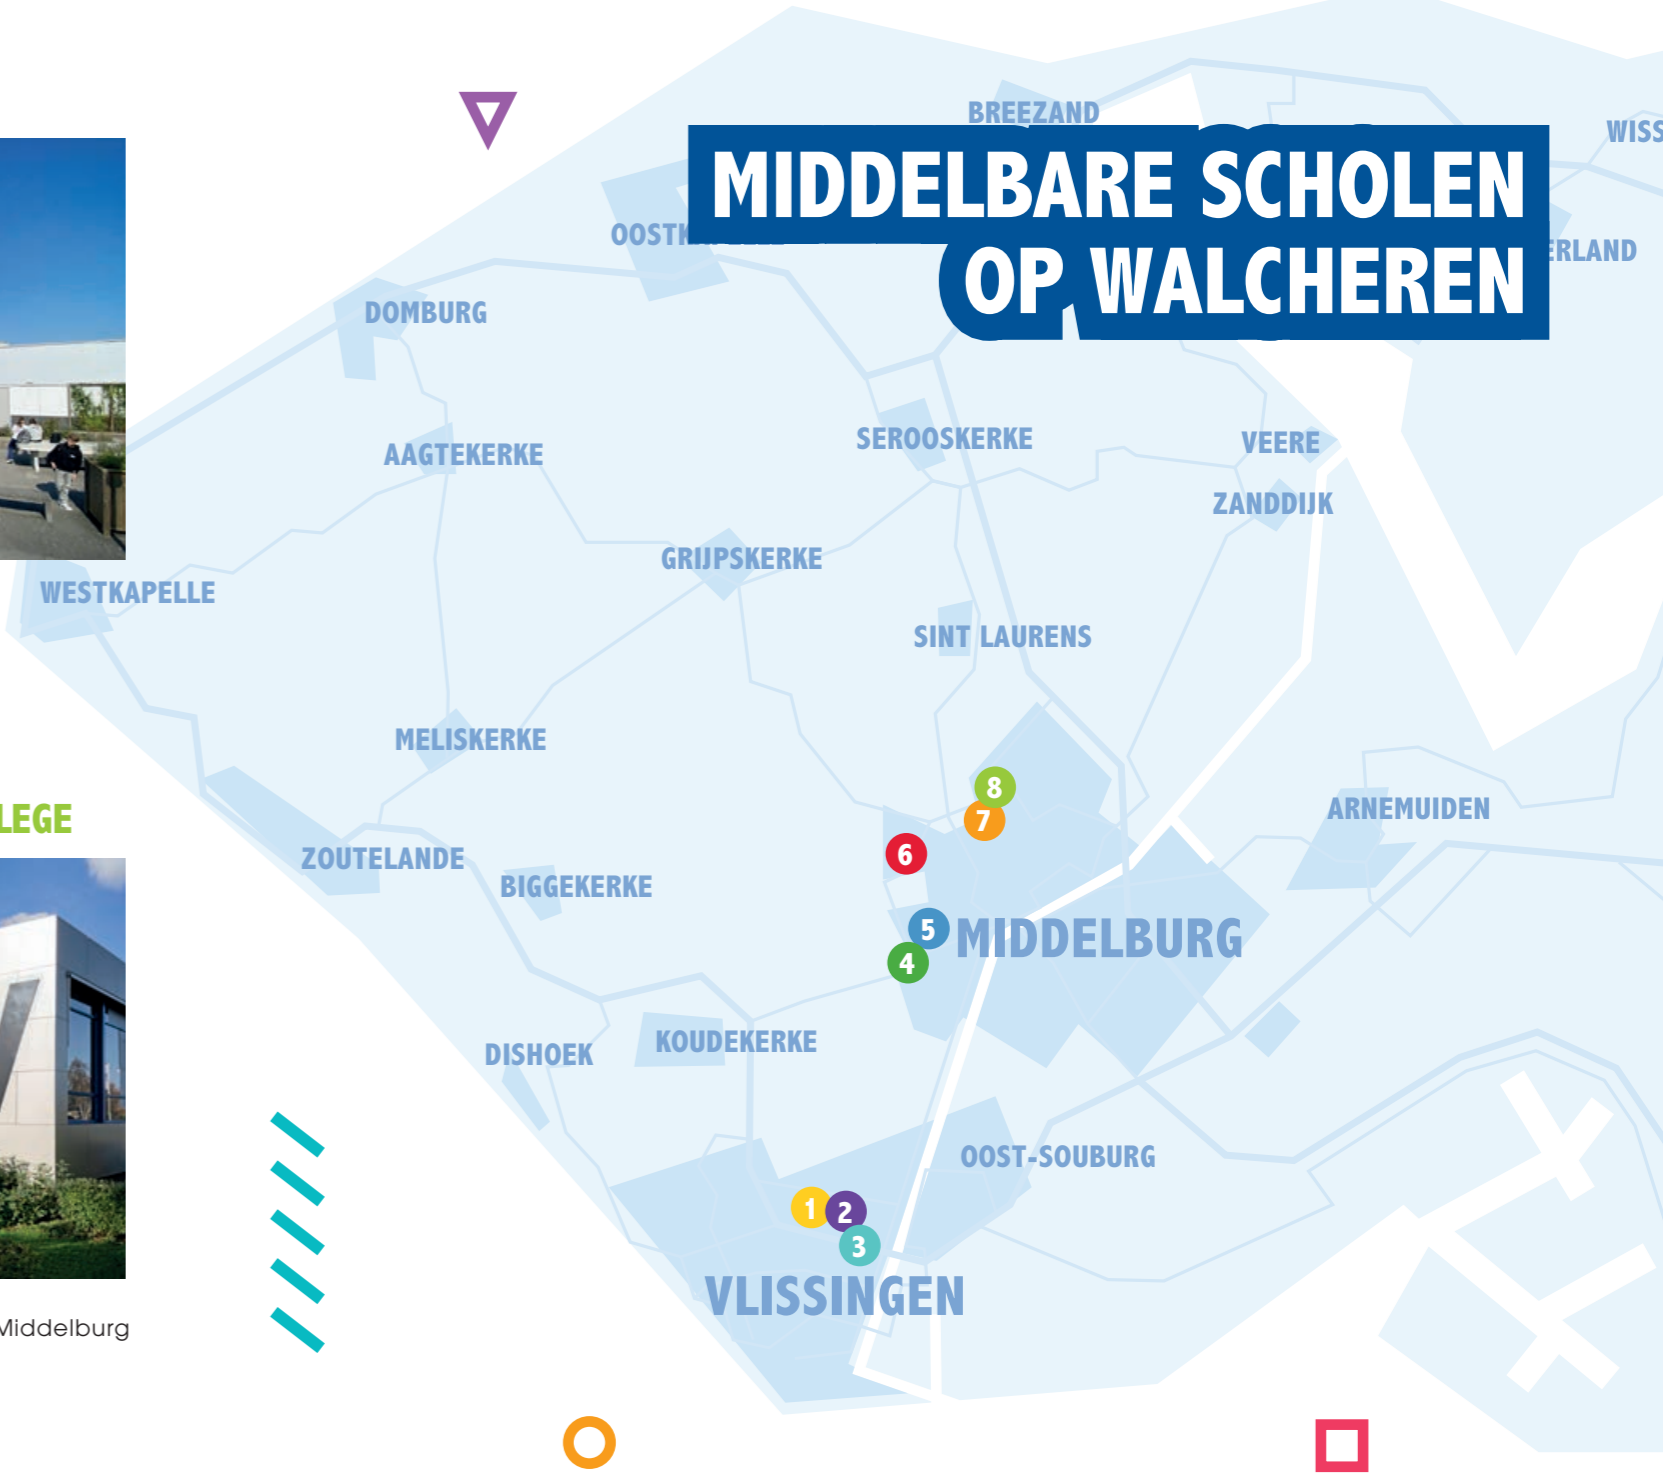 BREEZAND
MIDDELBARE SCHOLEN
OP WALCHEREN
WISS
OOSTK
ERLAND
DOMBURG
AAGTEKERKE
SEROOSKERKE
VEERE
ZANDDIJK
GRIJPSKERKE
WESTKAPELLE
SINT LAURENS
MELISKERKE
8
7
6
LEGE
ARNEMUIDEN
ZOUTELANDE
BIGGEKERKE
5
MIDDELBURG
4
KOUDEKERKE
DISHOEK
OOST-SOUBURG
1
2
3
VLISSINGEN
Middelburg